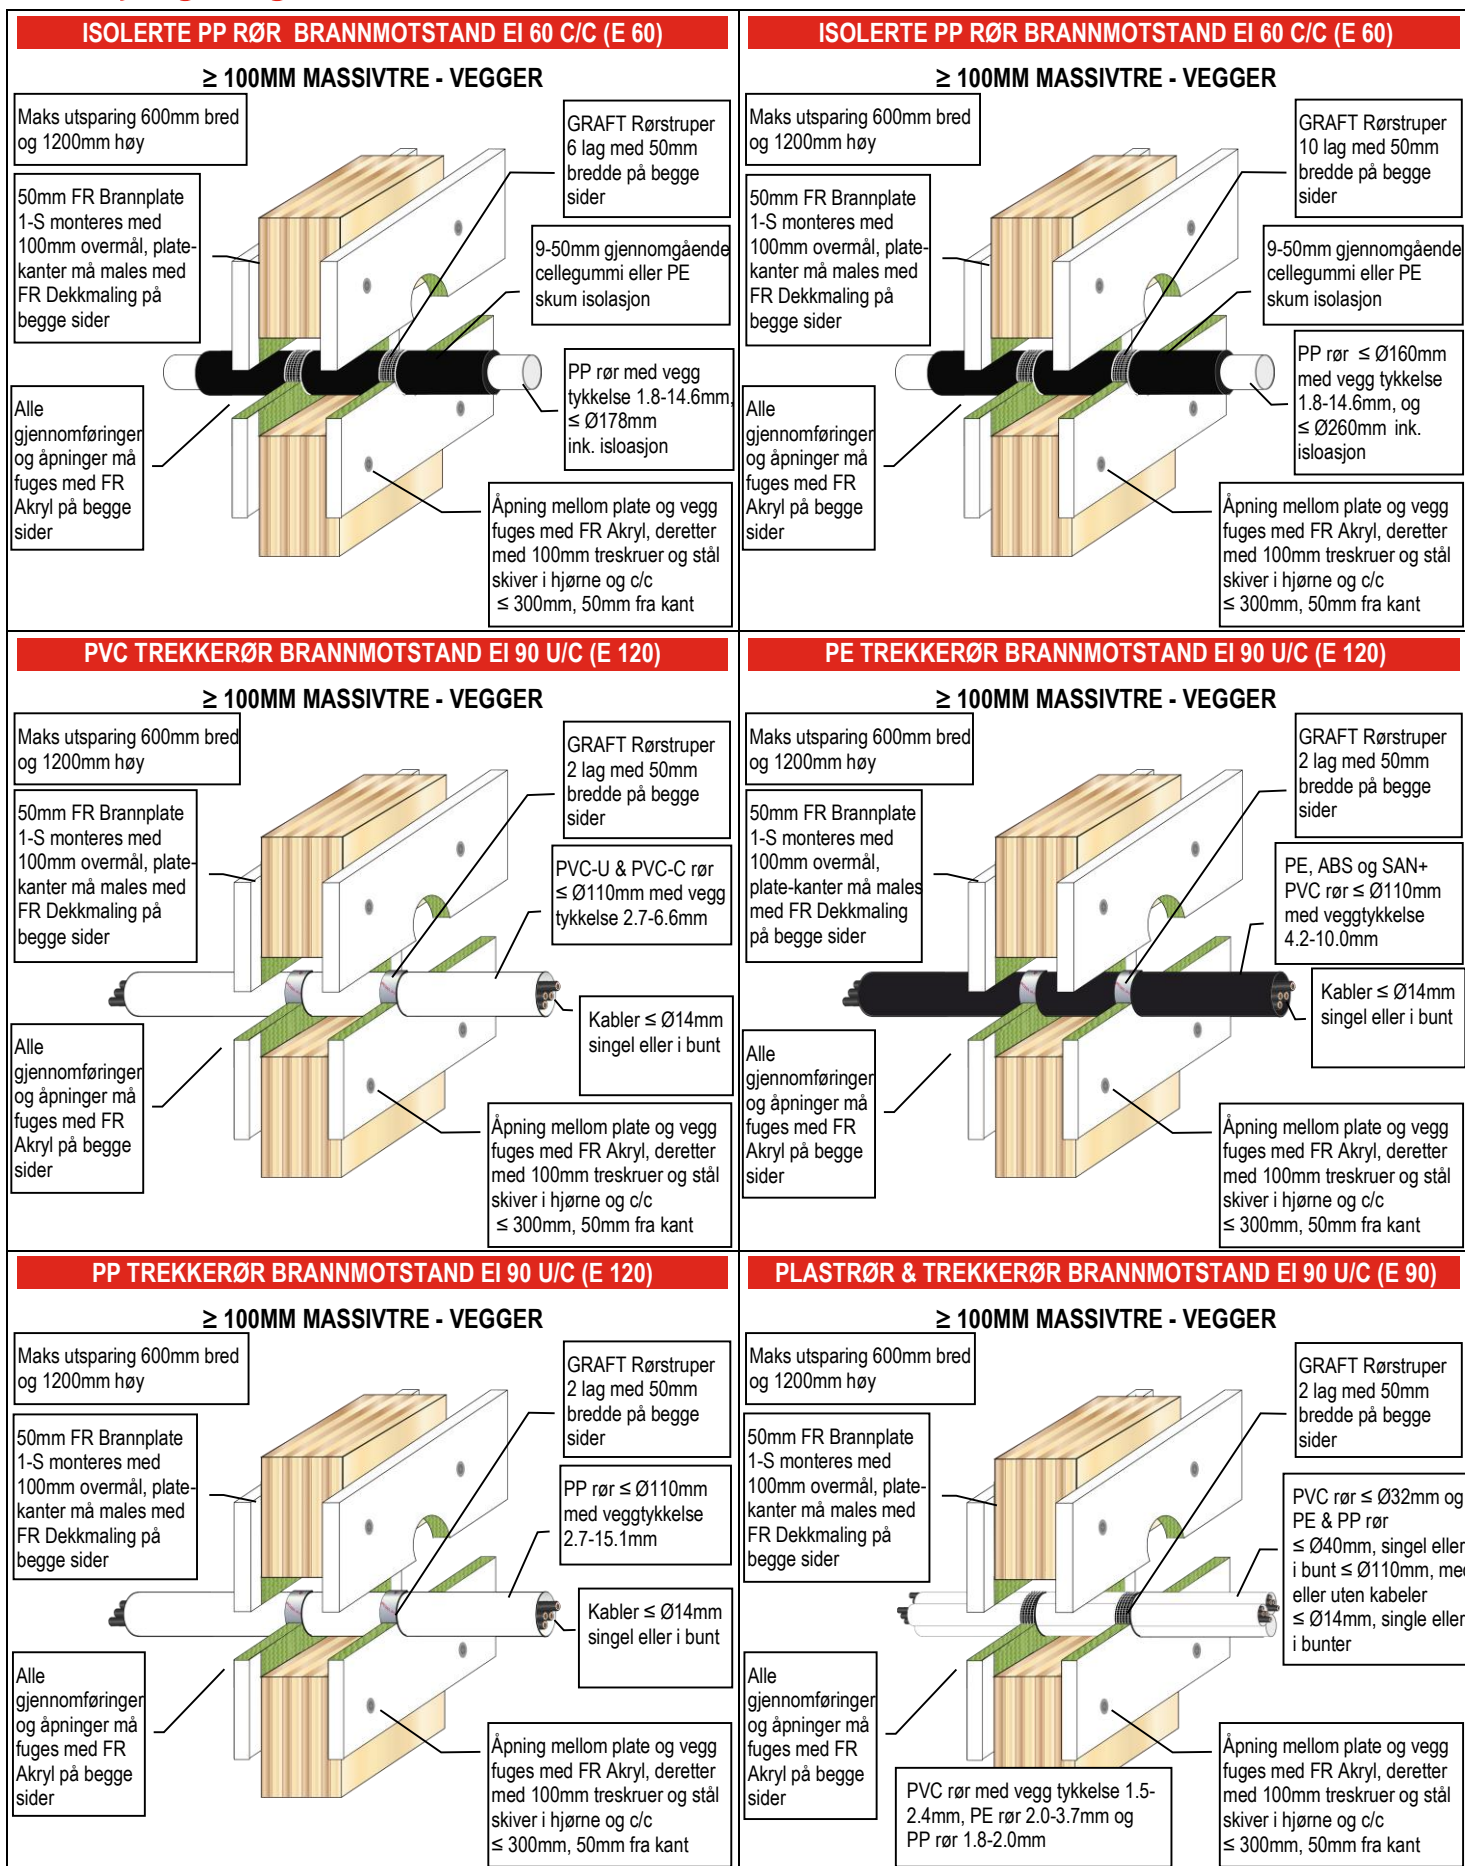 ISOLERTE PP RØR  BRANNMOTSTAND EI 60 C/C (E 60)
≥ 100MM MASSIVTRE - VEGGER
Maks utsparing 600mm bred
og 1200mm høy
GRAFT Rørstruper
6 lag med 50mm
bredde på begge
sider
50mm FR Brannplate
1-S monteres med
100mm overmål, plate-
kanter må males med
FR Dekkmaling på
begge sider
9-50mm gjennomgående
cellegummi eller PE
skum isolasjon
PP rør med vegg
tykkelse 1.8-14.6mm,
≤ Ø178mm
ink. isloasjon
Alle
gjennomføringer
og åpninger må
fuges med FR
Akryl på begge
sider
Åpning mellom plate og vegg
fuges med FR Akryl, deretter
med 100mm treskruer og stål
skiver i hjørne og c/c
≤ 300mm, 50mm fra kant
ISOLERTE PP RØR BRANNMOTSTAND EI 60 C/C (E 60)
≥ 100MM MASSIVTRE - VEGGER
Maks utsparing 600mm bred
og 1200mm høy
GRAFT Rørstruper
10 lag med 50mm
bredde på begge
sider
50mm FR Brannplate
1-S monteres med
100mm overmål, plate-
kanter må males med
FR Dekkmaling på
begge sider
9-50mm gjennomgående
cellegummi eller PE
skum isolasjon
PP rør ≤ Ø160mm
med vegg tykkelse
1.8-14.6mm, og
≤ Ø260mm ink.
isloasjon
Alle
gjennomføringer
og åpninger må
fuges med FR
Akryl på begge
sider
Åpning mellom plate og vegg
fuges med FR Akryl, deretter
med 100mm treskruer og stål
skiver i hjørne og c/c
≤ 300mm, 50mm fra kant
PVC TREKKERØR BRANNMOTSTAND EI 90 U/C (E 120)
≥ 100MM MASSIVTRE - VEGGER
Maks utsparing 600mm bred
og 1200mm høy
GRAFT Rørstruper
2 lag med 50mm
bredde på begge
sider
50mm FR Brannplate
1-S monteres med
100mm overmål, plate-
kanter må males med
FR Dekkmaling på
begge sider
PVC-U & PVC-C rør
≤ Ø110mm med vegg
tykkelse 2.7-6.6mm
Kabler ≤ Ø14mm
singel eller i bunt
Alle
gjennomføringer
og åpninger må
fuges med FR
Akryl på begge
sider
Åpning mellom plate og vegg
fuges med FR Akryl, deretter
med 100mm treskruer og stål
skiver i hjørne og c/c
≤ 300mm, 50mm fra kant
PE TREKKERØR BRANNMOTSTAND EI 90 U/C (E 120)
≥ 100MM MASSIVTRE - VEGGER
Maks utsparing 600mm bred
og 1200mm høy
GRAFT Rørstruper
2 lag med 50mm
bredde på begge
sider
50mm FR Brannplate
1-S monteres med
100mm overmål,
plate-kanter må males
med FR Dekkmaling
på begge sider
PE, ABS og SAN+
PVC rør ≤ Ø110mm
med veggtykkelse
4.2-10.0mm
Kabler ≤ Ø14mm
singel eller i bunt
Alle
gjennomføringer
og åpninger må
fuges med FR
Akryl på begge
sider
Åpning mellom plate og vegg
fuges med FR Akryl, deretter
med 100mm treskruer og stål
skiver i hjørne og c/c
≤ 300mm, 50mm fra kant
PP TREKKERØR BRANNMOTSTAND EI 90 U/C (E 120)
≥ 100MM MASSIVTRE - VEGGER
Maks utsparing 600mm bred
og 1200mm høy
GRAFT Rørstruper
2 lag med 50mm
bredde på begge
sider
50mm FR Brannplate
1-S monteres med
100mm overmål, plate-
kanter må males med
FR Dekkmaling på
begge sider
PP rør ≤ Ø110mm
med veggtykkelse
2.7-15.1mm
Kabler ≤ Ø14mm
singel eller i bunt
Alle
gjennomføringer
og åpninger må
fuges med FR
Akryl på begge
sider
Åpning mellom plate og vegg
fuges med FR Akryl, deretter
med 100mm treskruer og stål
skiver i hjørne og c/c
≤ 300mm, 50mm fra kant
PLASTRØR & TREKKERØR BRANNMOTSTAND EI 90 U/C (E 90)
≥ 100MM MASSIVTRE - VEGGER
Maks utsparing 600mm bred
og 1200mm høy
GRAFT Rørstruper
2 lag med 50mm
bredde på begge
sider
50mm FR Brannplate
1-S monteres med
100mm overmål, plate-
kanter må males med
FR Dekkmaling på
begge sider
PVC rør ≤ Ø32mm og
PE & PP rør
≤ Ø40mm, singel eller
i bunt ≤ Ø110mm, med
eller uten kabeler
≤ Ø14mm, single eller
i bunter
Alle
gjennomføringer
og åpninger må
fuges med FR
Akryl på begge
sider
PVC rør med vegg tykkelse 1.5-
2.4mm, PE rør 2.0-3.7mm og
PP rør 1.8-2.0mm
Åpning mellom plate og vegg
fuges med FR Akryl, deretter
med 100mm treskruer og stål
skiver i hjørne og c/c
≤ 300mm, 50mm fra kant